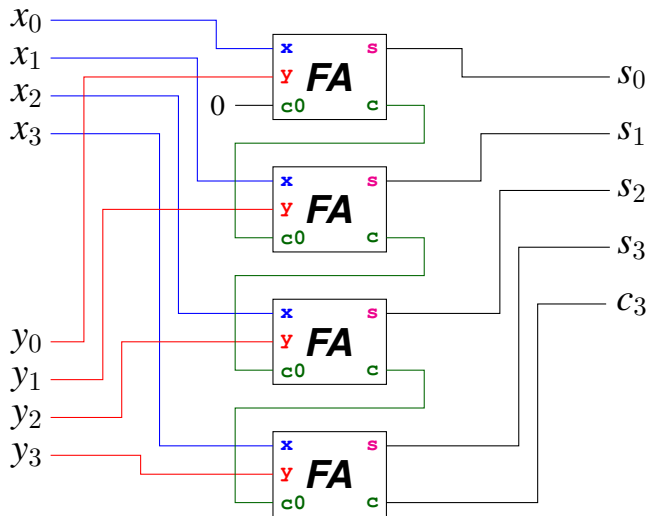 x₀
x₁
x₂
x₃
y₀
y₁
y₂
y₃
0
x s
y FA
c0 c
x s
y FA
c0 c
x s
y FA
c0 c
x s
y FA
c0 c
s₀
s₁
s₂
s₃
c₃